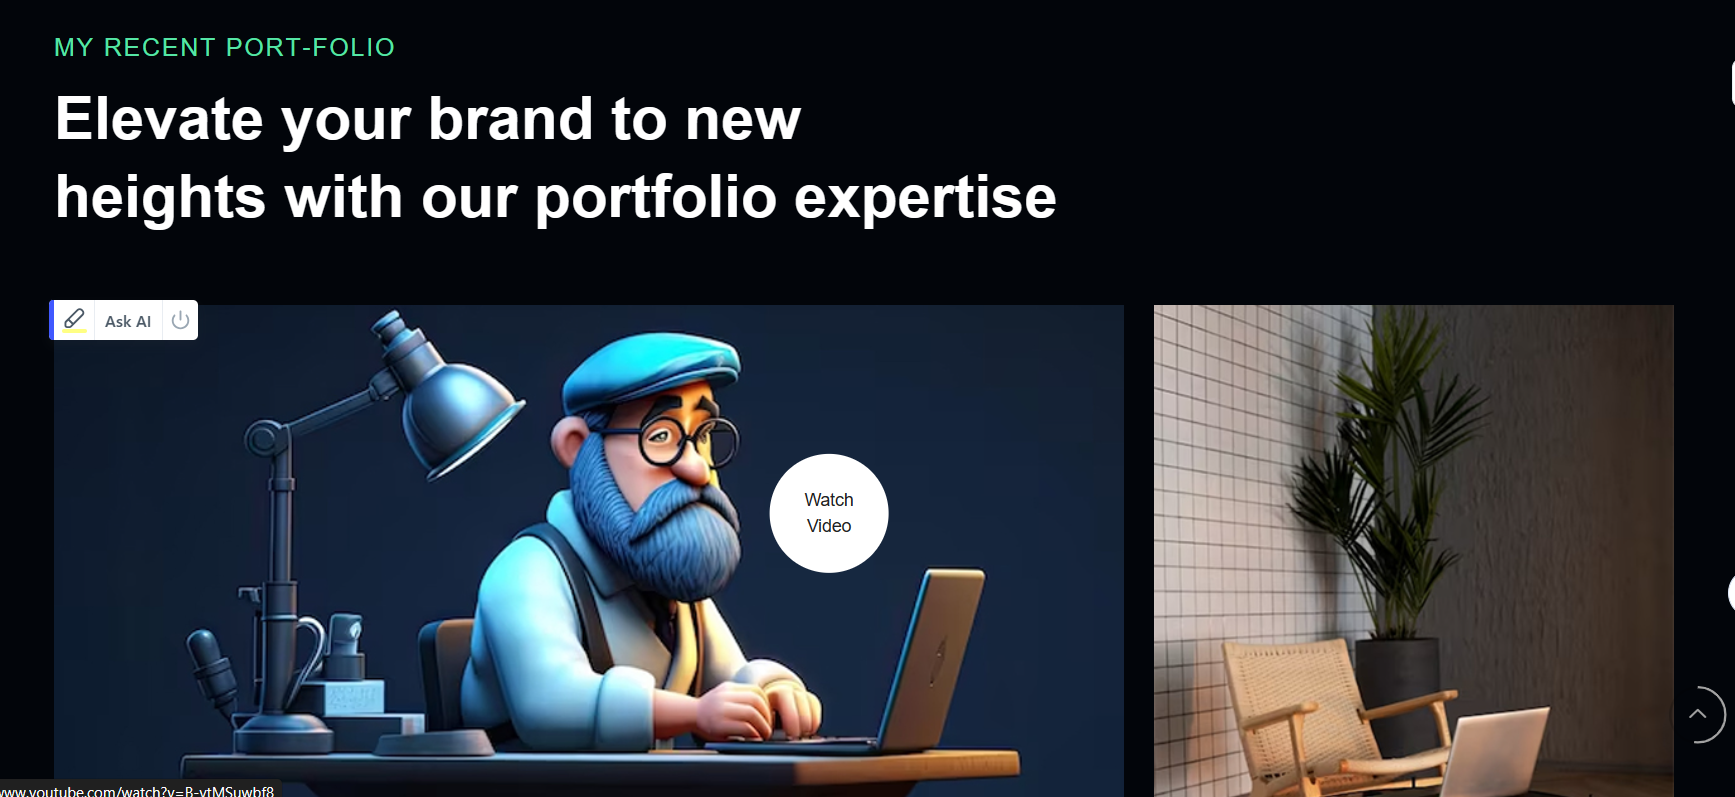 MY RECENT PORT-FOLIO
Elevate your brand to new
heights with our portfolio expertise
Ask AI
Watch
Video
www.youtube.com/watch?v=B-ytMSuwbf8